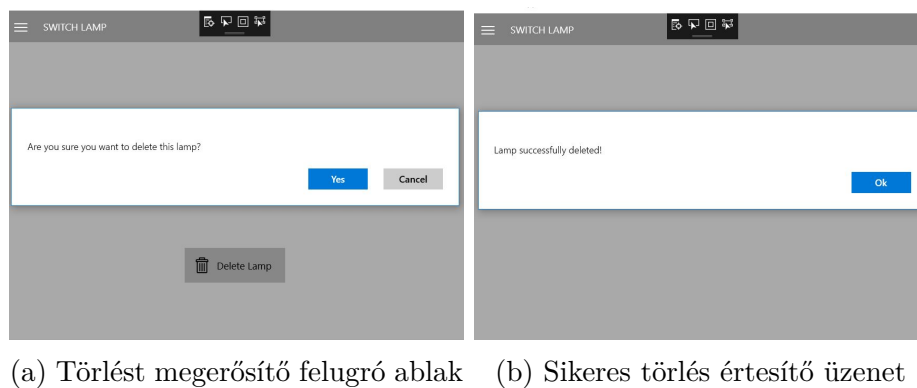 SWITCH LAMP
Are you sure you want to delete this lamp?
Yes Cancel
Delete Lamp
(a) Törlést megerősítő felugró ablak
SWITCH LAMP
Lamp successfully deleted!
Ok
(b) Sikeres törlés értesítő üzenet